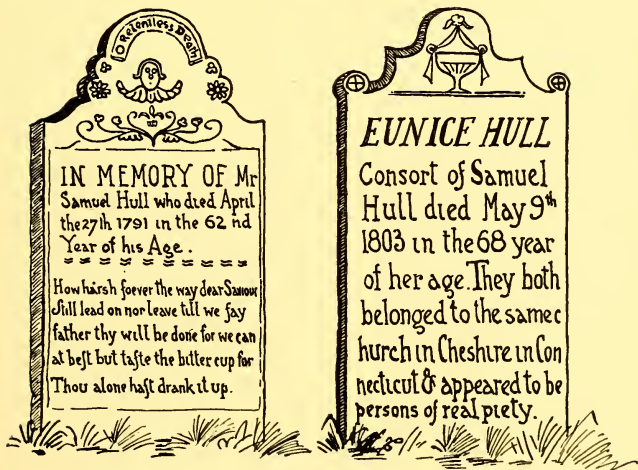 O Relentless Death
IN MEMORY OF Mr
Samuel Hull who died April
the 27th 1791 in the 62 nd
Year of his Age.
How harsh foever the way dear Saviour
Still lead on nor leave till we fay
father thy will be done for we can
at beft but tafte the bitter cup for
Thou alone haft drank it up.
EUNICE HULL
Consort of Samuel
Hull died May 9th
1803 in the 68 year
of her age. They both
belonged to the same c
hurch in Cheshire in Con
necticut & appeared to be
persons of real piety.